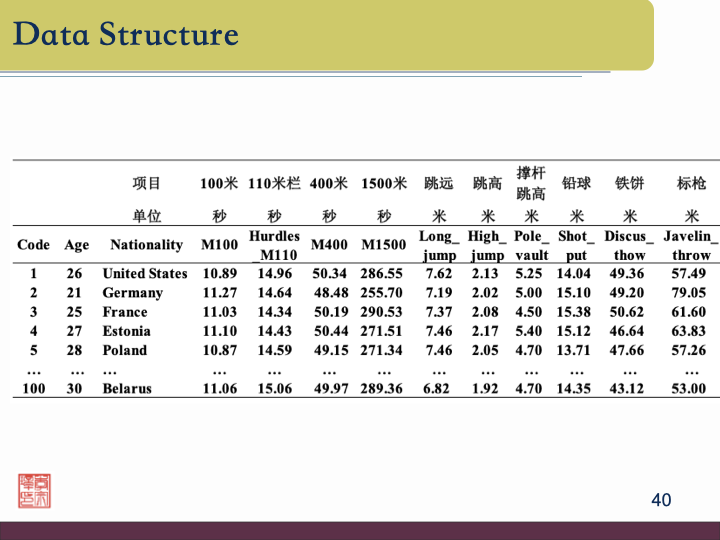 Data Structure
项目 100米 110米栏 400米 1500米 跳远 跳高 撑杆跳高 铅球 铁饼 标枪
单位 秒 秒 秒 秒 米 米 米 米 米 米
Code Age Nationality M100 Hurdles_M110 M400 M1500 Long_jump High_jump Pole_vault Shot_put Discus_thow Javelin_throw
1 26 United States 10.89 14.96 50.34 286.55 7.62 2.13 5.25 14.04 49.36 57.49
2 21 Germany 11.27 14.64 48.48 255.70 7.19 2.02 5.00 15.10 49.20 79.05
3 25 France 11.03 14.34 50.19 290.53 7.37 2.08 4.50 15.38 50.62 61.60
4 27 Estonia 11.10 14.43 50.44 271.51 7.46 2.17 5.40 15.12 46.64 63.83
5 28 Poland 10.87 14.59 49.15 271.34 7.46 2.05 4.70 13.71 47.66 57.26
... ... ... ... ... ... ... ... ... ... ... ... ...
100 30 Belarus 11.06 15.06 49.97 289.36 6.82 1.92 4.70 14.35 43.12 53.00
40